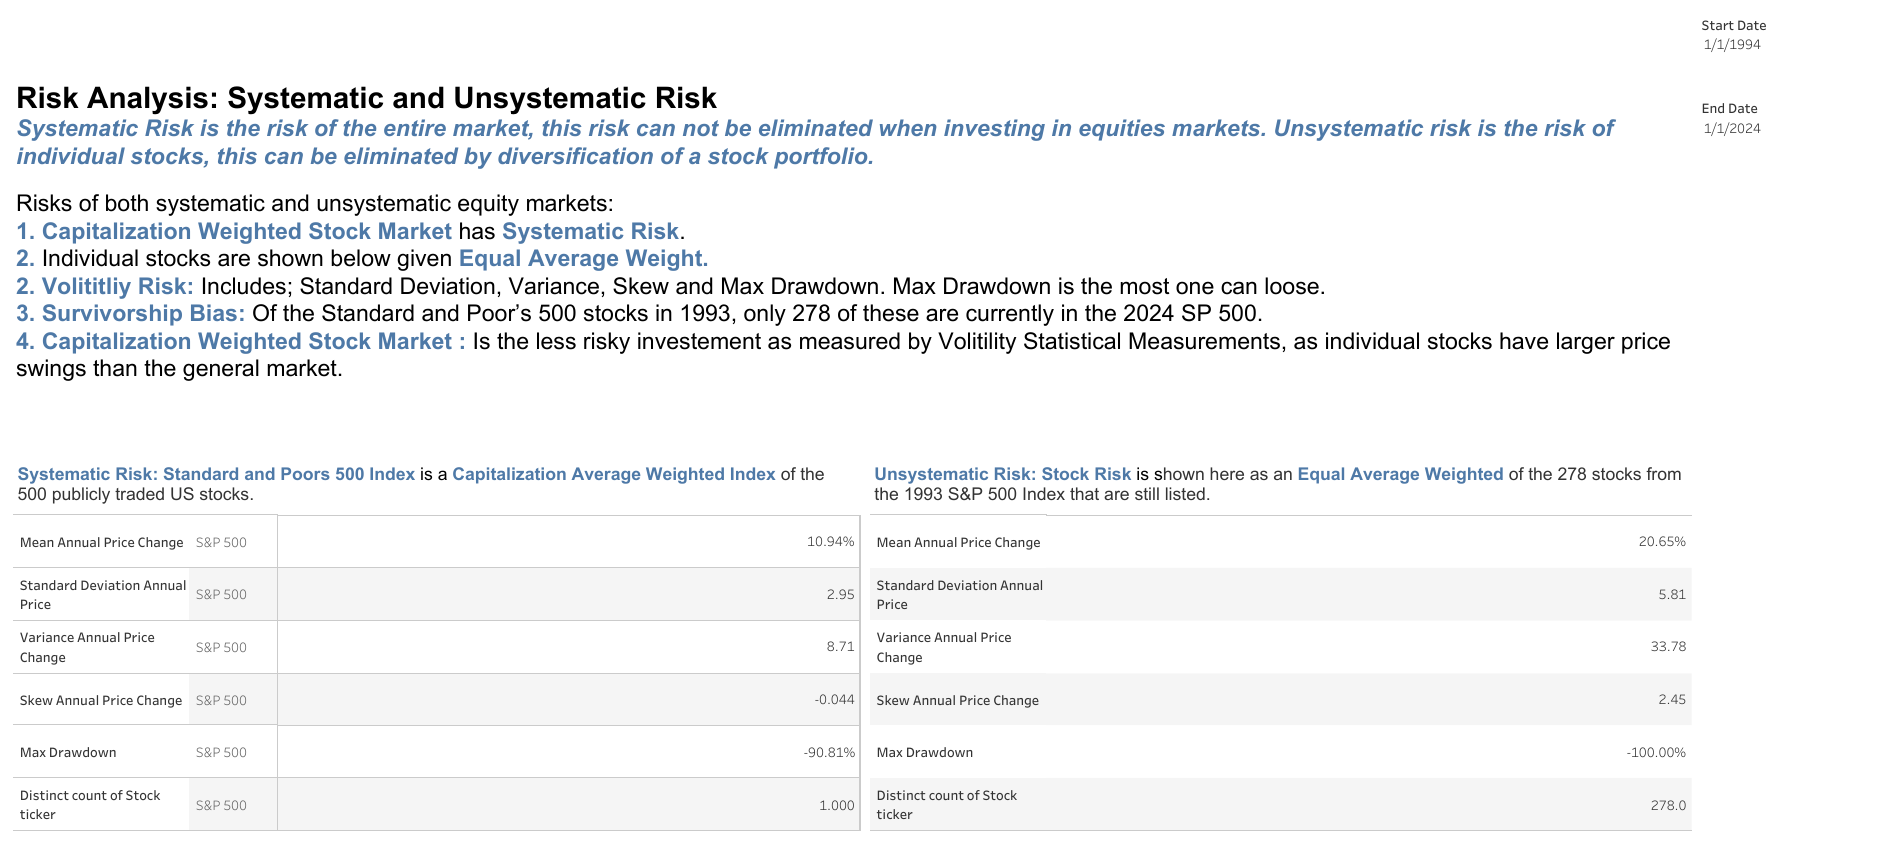 Start Date
1/1/1994
End Date
1/1/2024
Risk Analysis: Systematic and Unsystematic Risk
Systematic Risk is the risk of the entire market, this risk can not be eliminated when investing in equities markets. Unsystematic risk is the risk of
individual stocks, this can be eliminated by diversification of a stock portfolio.
Risks of both systematic and unsystematic equity markets:
1. Capitalization Weighted Stock Market has Systematic Risk.
2. Individual stocks are shown below given Equal Average Weight.
2. Volititliy Risk: Includes; Standard Deviation, Variance, Skew and Max Drawdown. Max Drawdown is the most one can loose.
3. Survivorship Bias: Of the Standard and Poor’s 500 stocks in 1993, only 278 of these are currently in the 2024 SP 500.
4. Capitalization Weighted Stock Market : Is the less risky investement as measured by Volitility Statistical Measurements, as individual stocks have larger price
swings than the general market.
Systematic Risk: Standard and Poors 500 Index is a Capitalization Average Weighted Index of the
500 publicly traded US stocks.
Mean Annual Price Change S&P 500 10.94%
Standard Deviation Annual
Price S&P 500 2.95
Variance Annual Price
Change S&P 500 8.71
Skew Annual Price Change S&P 500 -0.044
Max Drawdown S&P 500 -90.81%
Distinct count of Stock
ticker S&P 500 1.000
Unsystematic Risk: Stock Risk is shown here as an Equal Average Weighted of the 278 stocks from
the 1993 S&P 500 Index that are still listed.
Mean Annual Price Change 20.65%
Standard Deviation Annual
Price 5.81
Variance Annual Price
Change 33.78
Skew Annual Price Change 2.45
Max Drawdown -100.00%
Distinct count of Stock
ticker 278.0